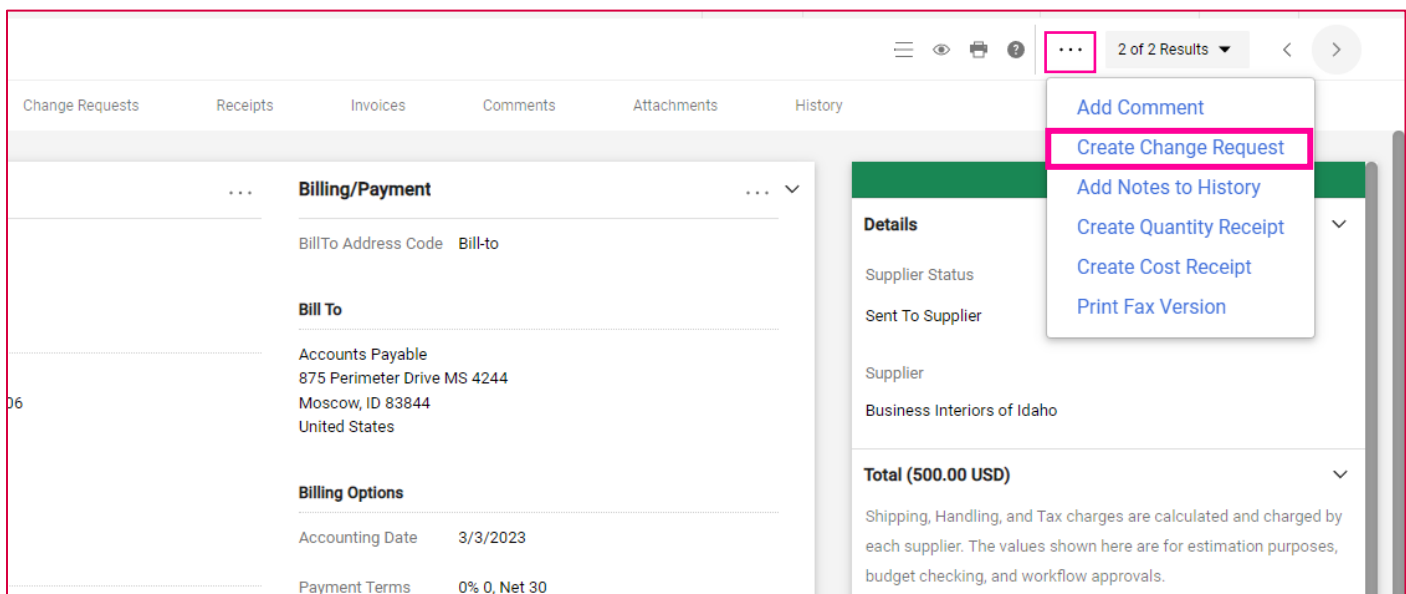 2 of 2 Results
Change Requests
Receipts
Invoices
Comments
Attachments
History
Add Comment
Create Change Request
Add Notes to History
Create Quantity Receipt
Create Cost Receipt
Print Fax Version
...
06
Billing/Payment
...
BillTo Address Code Bill-to
Bill To
Accounts Payable
875 Perimeter Drive MS 4244
Moscow, ID 83844
United States
Billing Options
Accounting Date 3/3/2023
Payment Terms 0% 0, Net 30
Details
Supplier Status
Sent To Supplier
Supplier
Business Interiors of Idaho
Total (500.00 USD)
Shipping, Handling, and Tax charges are calculated and charged by
each supplier. The values shown here are for estimation purposes,
budget checking, and workflow approvals.